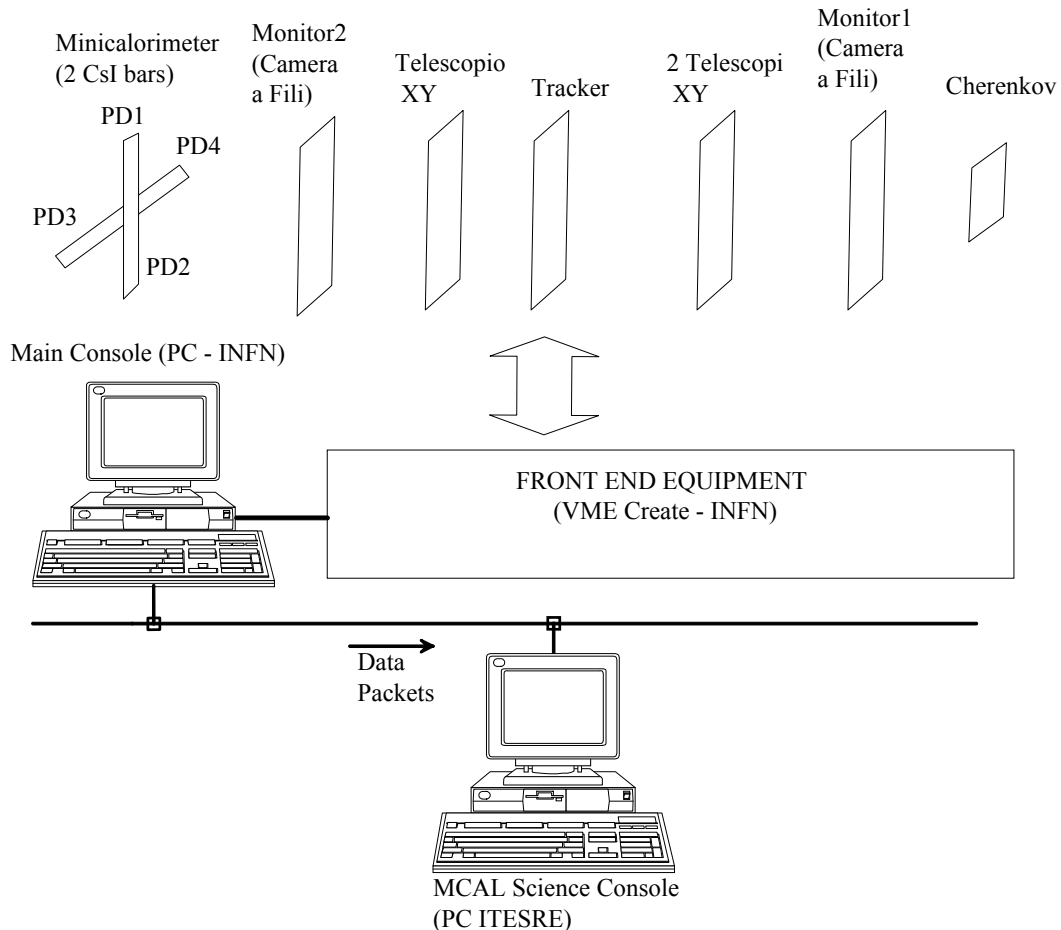 Minicalorimeter
(2 CsI bars)
Monitor2
(Camera
a Fili)
Telescopio
XY
Tracker
2 Telescopi
XY
Monitor1
(Camera
a Fili)
Cherenkov
PD1
PD4
PD3
PD2
Main Console (PC - INFN)
FRONT END EQUIPMENT
(VME Create - INFN)
Data
Packets
MCAL Science Console
(PC ITESRE)